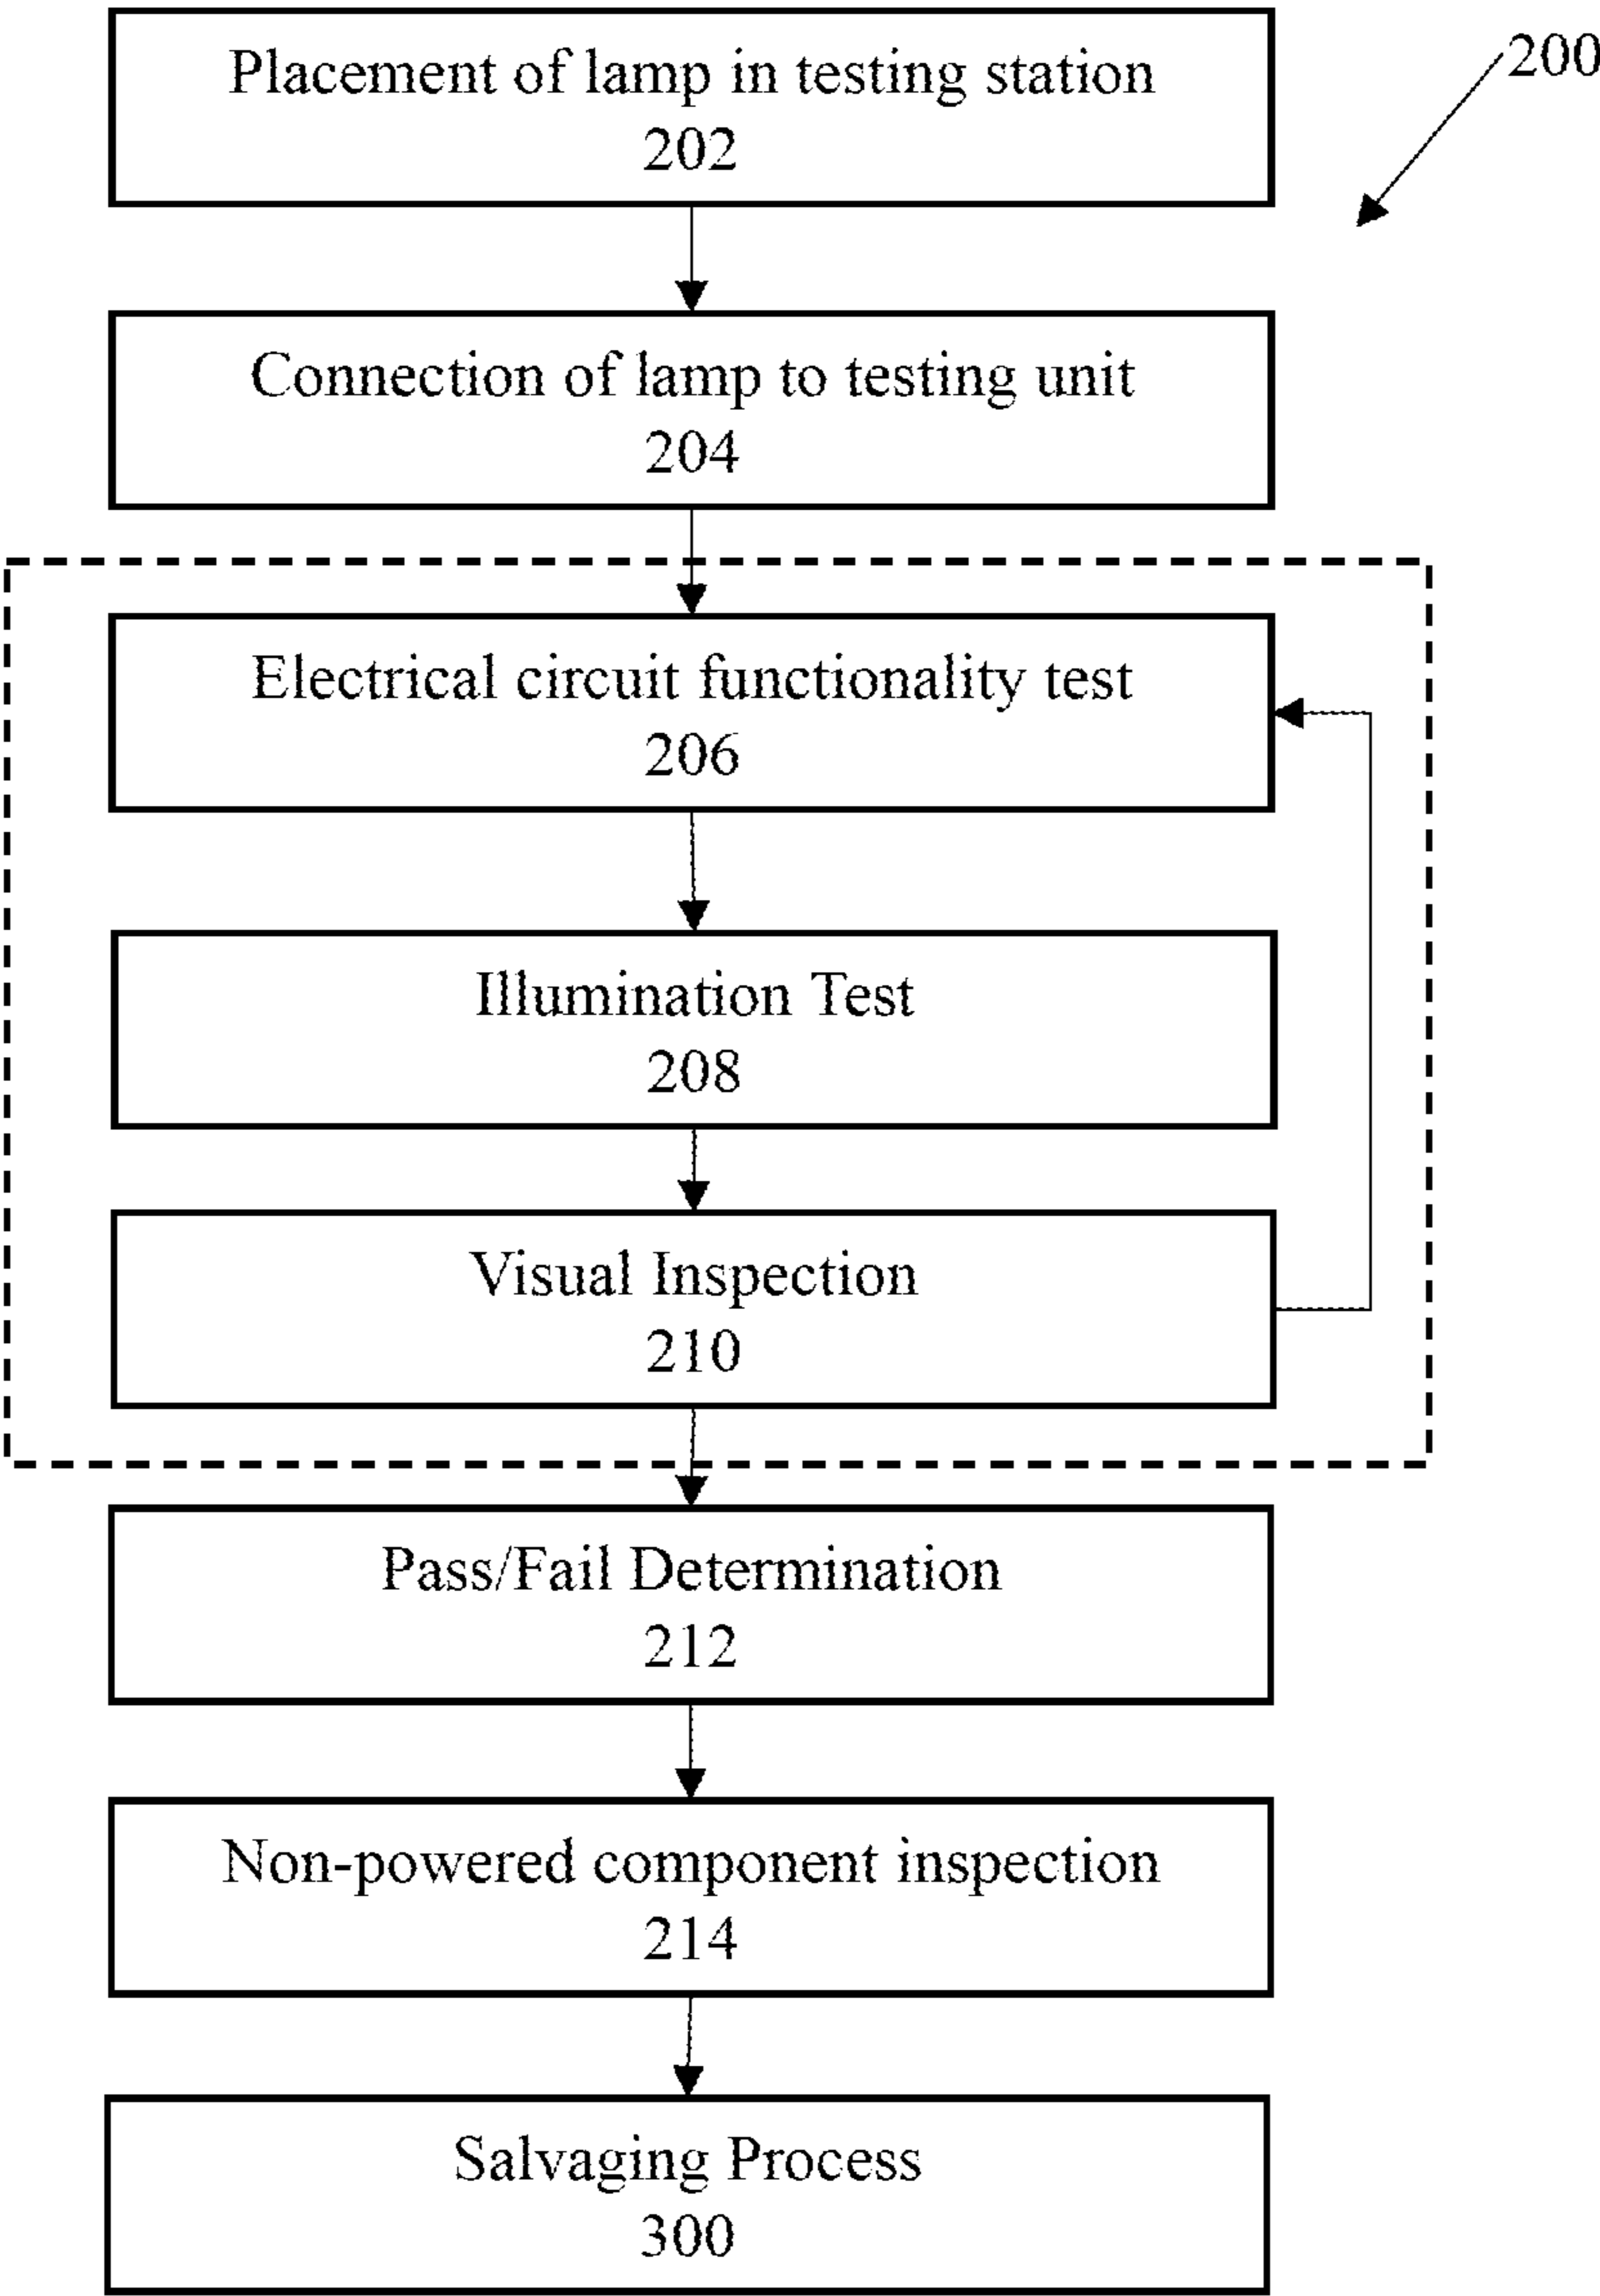 Placement of lamp in testing station
202
200
Connection of lamp to testing unit
204
Electrical circuit functionality test
206
Illumination Test
208
Visual Inspection
210
Pass/Fail Determination
212
Non-powered component inspection
214
Salvaging Process
300